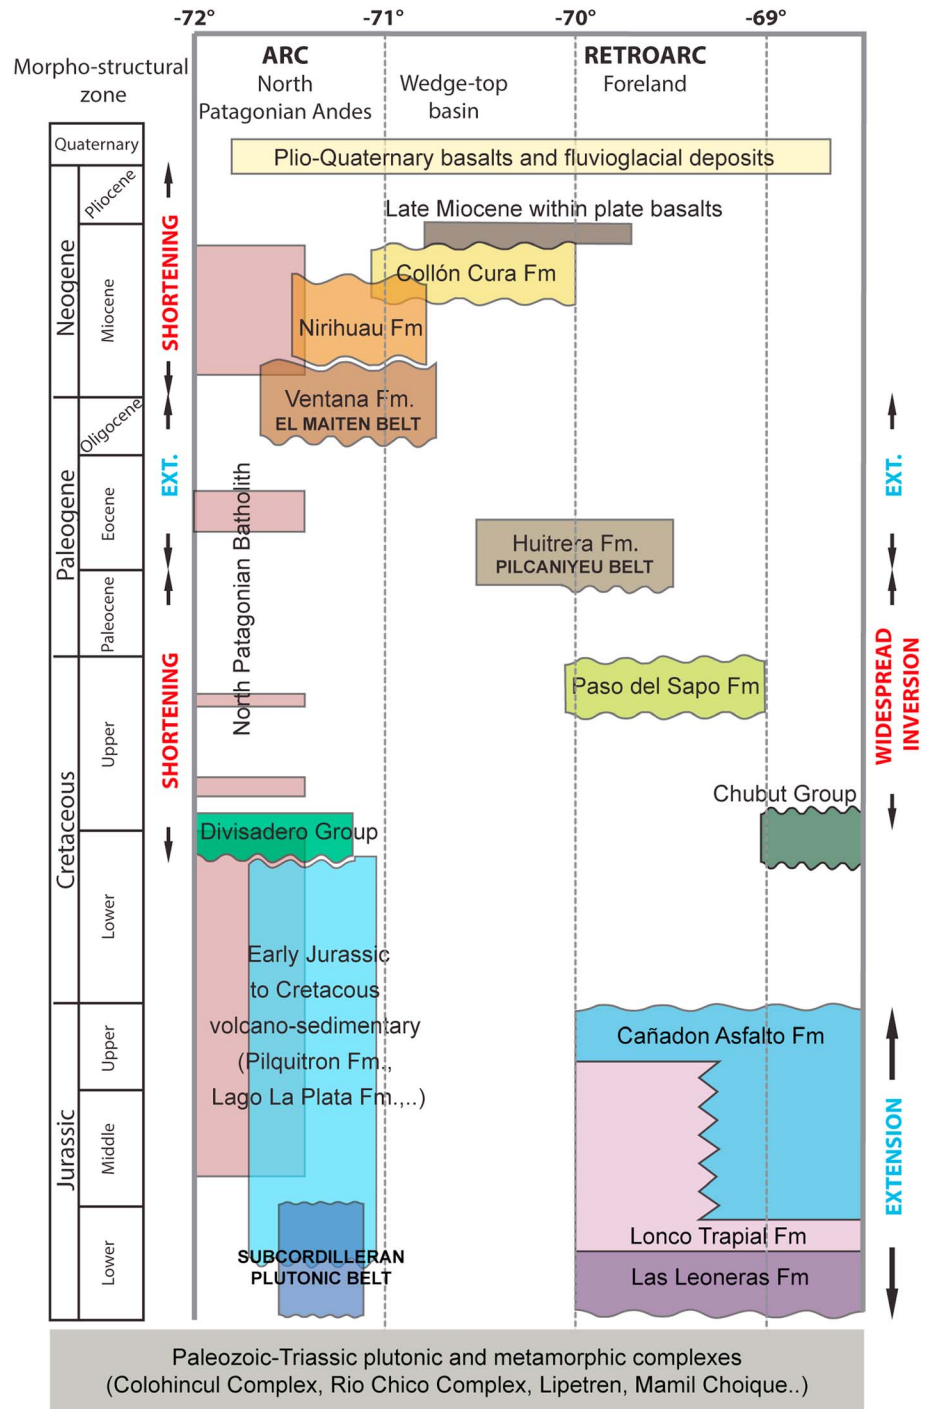 -72°
-71°
-70°
-69°
Morpho-structural
zone
ARC
North
Patagonian Andes
Wedge-top
basin
RETROARC
Foreland
Quaternary
Plio-Quaternary basalts and fluvioglacial deposits
Neogene
Pliocene
Miocene
SHORTENING
Late Miocene within plate basalts
Collón Cura Fm
Nirihuau Fm
Ventana Fm.
EL MAITEN BELT
Paleogene
Oligocene
Eocene
Paleocene
EXT.
EXT.
North Patagonian Batholith
Huitrera Fm.
PILCANIYEU BELT
SHORTENING
WIDESPREAD
INVERSION
Paso del Sapo Fm
Cretaceous
Upper
Lower
Chubut Group
Divisadero Group
Early Jurassic
to Cretacous
volcano-sedimentary
(Pilquitron Fm.,
Lago La Plata Fm.,..)
Jurassic
Upper
Middle
Lower
Cañadon Asfalto Fm
EXTENSION
Lonco Trapial Fm
Las Leoneras Fm
SUBCORDILLERAN
PLUTONIC BELT
Paleozoic-Triassic plutonic and metamorphic complexes
(Colohincul Complex, Rio Chico Complex, Lipetren, Mamil Choique..)